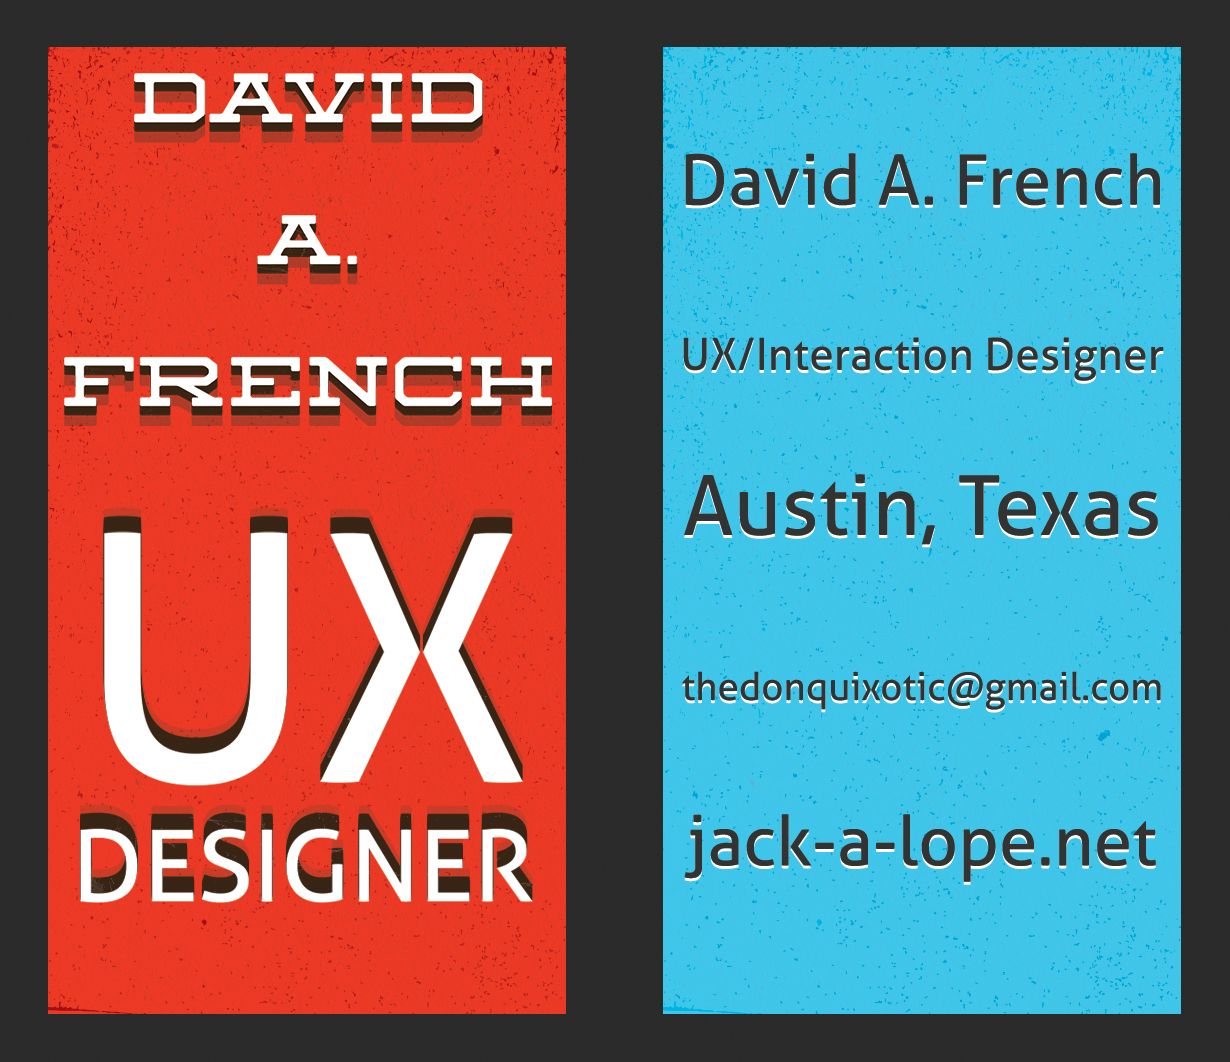 DAVID
A.
FRENCH
UX
DESIGNER
David A. French
UX/Interaction Designer
Austin, Texas
thedonquixotic@gmail.com
jack-a-lope.net